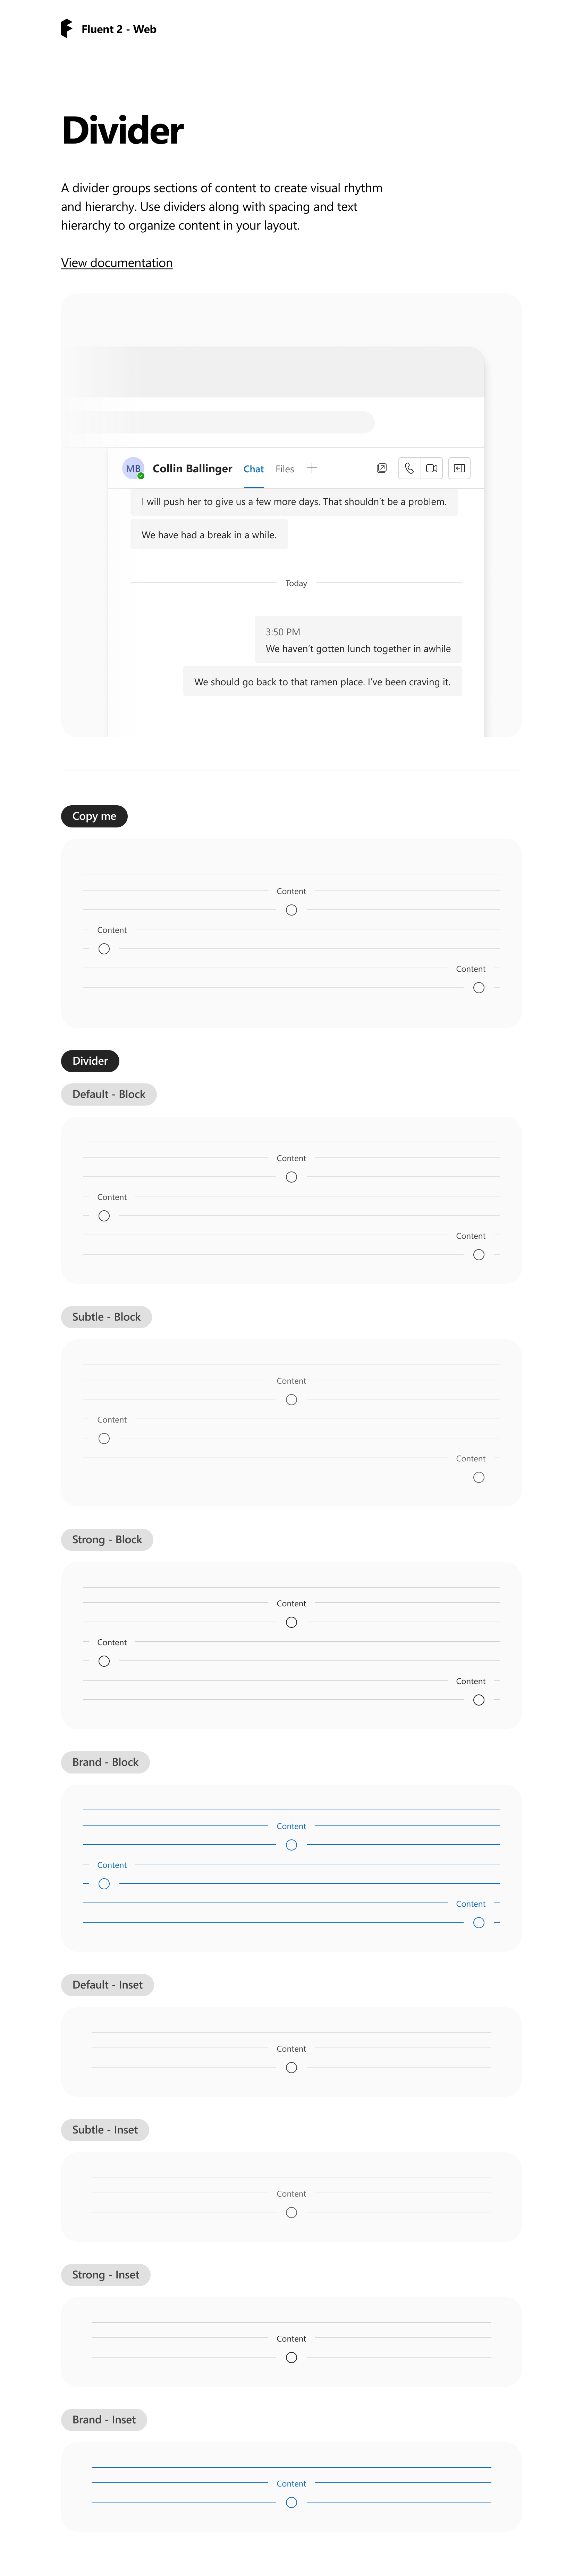 Fluent 2 - Web
Divider
A divider groups sections of content to create visual rhythm
and hierarchy. Use dividers along with spacing and text
hierarchy to organize content in your layout.
View documentation
MB Collin Ballinger Chat Files
I will push her to give us a few more days. That shouldn't be a problem.
We have had a break in a while.
Today
3:50 PM
We haven't gotten lunch together in awhile
We should go back to that ramen place. I've been craving it.
Copy me
Content
Content
Content
Divider
Default - Block
Content
Content
Content
Subtle - Block
Content
Content
Content
Strong - Block
Content
Content
Content
Brand - Block
Content
Content
Content
Default - Inset
Content
Subtle - Inset
Content
Strong - Inset
Content
Brand - Inset
Content